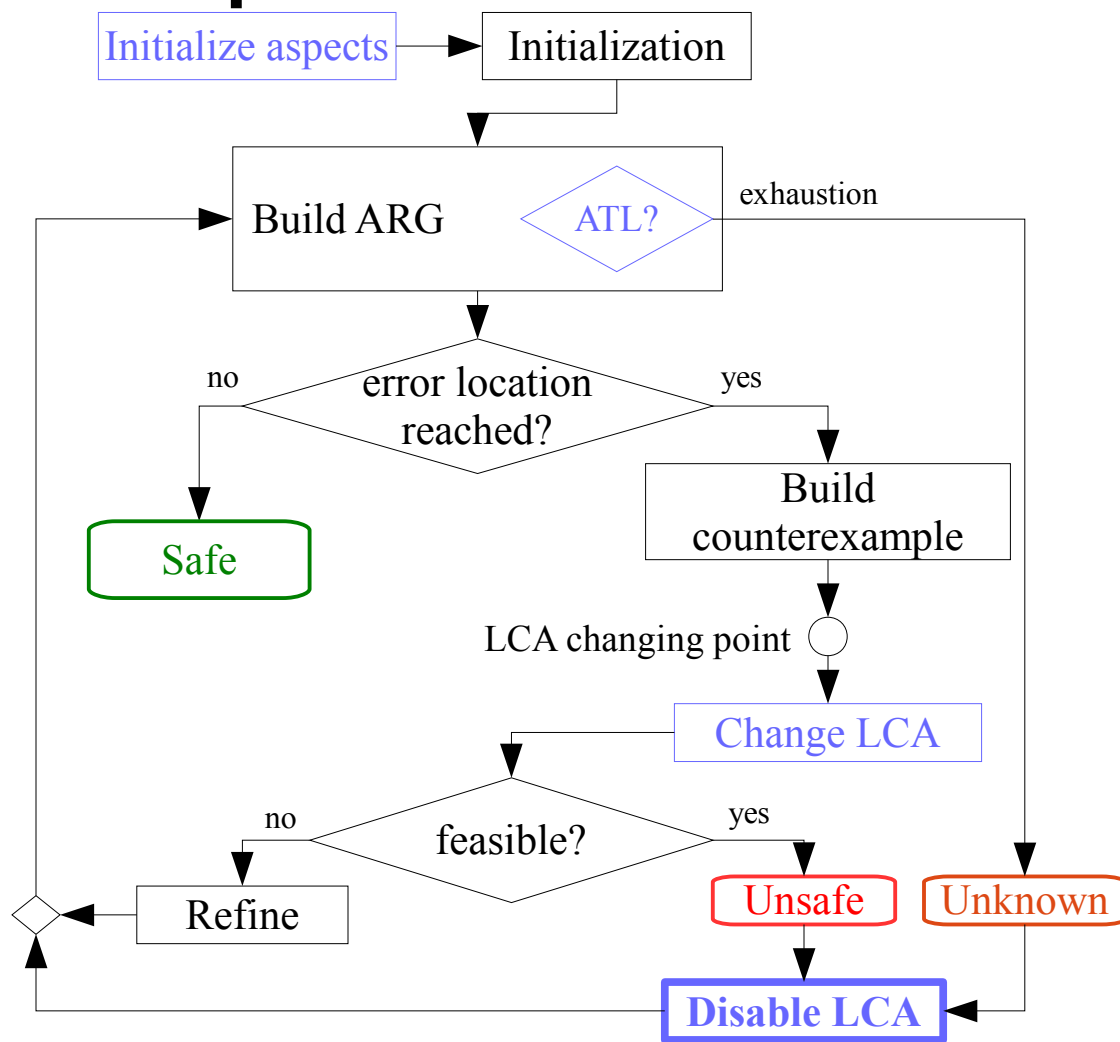 Initialize aspects
Initialization
Build ARG
ATL?
exhaustion
no
error location
reached?
yes
Build
counterexample
Safe
LCA changing point
Change LCA
no
feasible?
yes
Refine
Unsafe
Unknown
Disable LCA